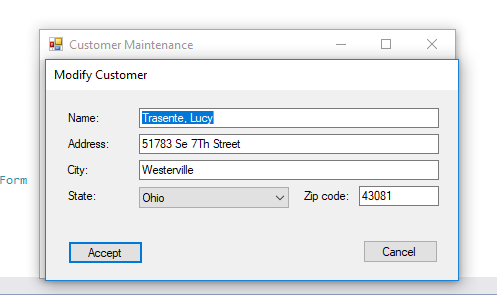 Customer Maintenance
Modify Customer
Name: Trasente, Lucy
Address: 51783 Se 7Th Street
City: Westerville
Form
State: Ohio Zip code: 43081
Accept Cancel